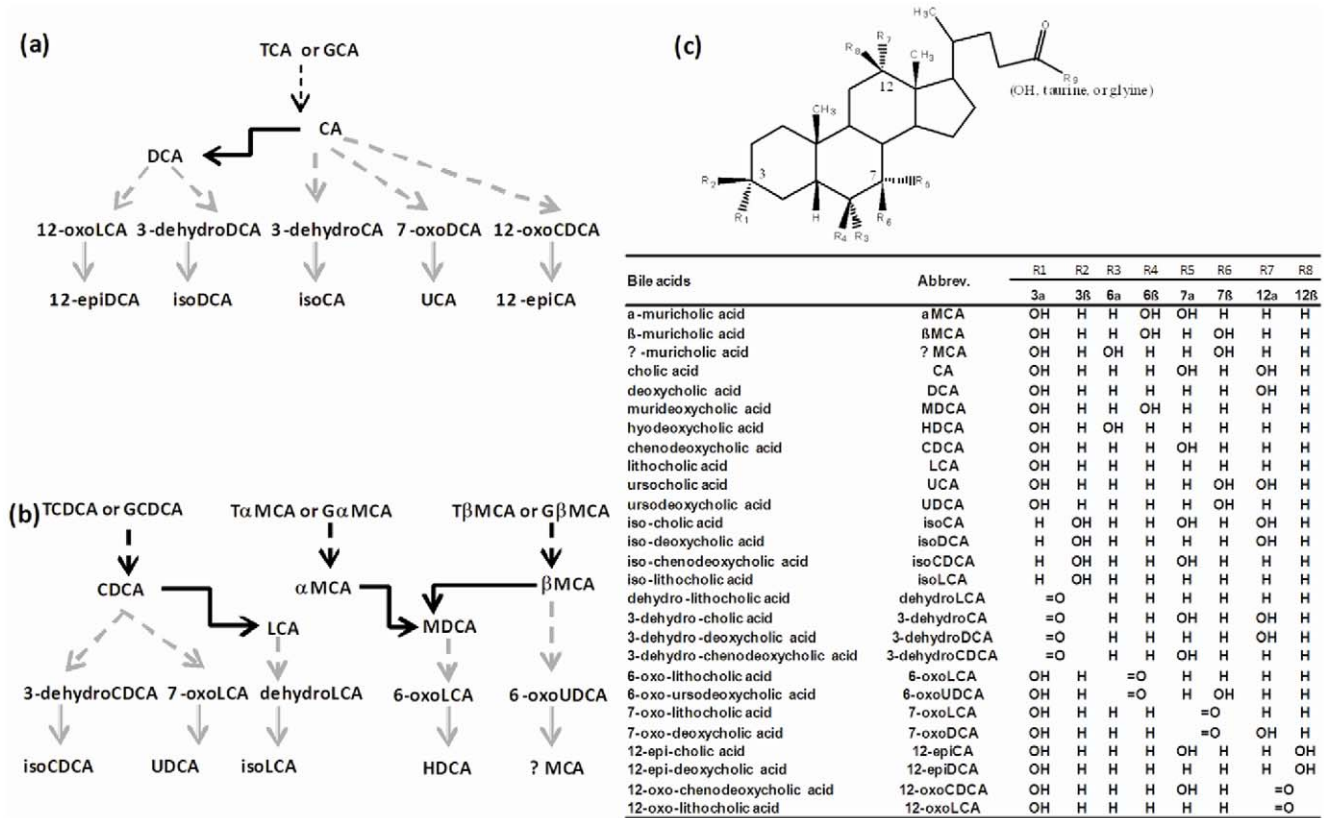 (a)
TCA or GCA
CA
DCA
12-oxoLCA 3-dehydroDCA 3-dehydroCA 7-oxoDCA 12-oxoCDCA
12-epiDCA isoDCA isoCA UCA 12-epiCA
(b)
TCDCA or GCDCA TαMCA or GαMCA TβMCA or GβMCA
CDCA αMCA βMCA
LCA MDCA
3-dehydroCDCA 7-oxoLCA dehydroLCA 6-oxoLCA 6-oxoUDCA
isoCDCA UDCA isoLCA HDCA ? MCA
(c)
H₃C
O
R₇
R₈
CH₃
R₉
12
(OH, taurine, or glyine)
CH₃
3
7
R₂
R₅
R₁
H
R₆
R₄
R₃
R1 R2 R3 R4 R5 R6 R7 R8
Bile acids Abbrev. 3a 3ß 6a 6ß 7a 7ß 12a 12ß
a-muricholic acid aMCA OH H H OH OH H H H
ß-muricholic acid ßMCA OH H H OH H OH H H
? -muricholic acid ? MCA OH H OH H H OH H H
cholic acid CA OH H H H OH H OH H
deoxycholic acid DCA OH H H H H H OH H
murideoxycholic acid MDCA OH H H OH H H H H
hyodeoxycholic acid HDCA OH H OH H H H H H
chenodeoxycholic acid CDCA OH H H H OH H H H
lithocholic acid LCA OH H H H H H H H
ursocholic acid UCA OH H H H H OH OH H
ursodeoxycholic acid UDCA OH H H H H OH H H
iso-cholic acid isoCA H OH H H OH H OH H
iso-deoxycholic acid isoDCA H OH H H H H OH H
iso-chenodeoxycholic acid isoCDCA H OH H H OH H H H
iso-lithocholic acid isoLCA H OH H H H H H H
dehydro-lithocholic acid dehydroLCA =O H H H H H H
3-dehydro-cholic acid 3-dehydroCA =O H H OH H OH H
3-dehydro-deoxycholic acid 3-dehydroDCA =O H H H H OH H
3-dehydro-chenodeoxycholic acid 3-dehydroCDCA =O H H OH H H H
6-oxo-lithocholic acid 6-oxoLCA OH H =O H H H H
6-oxo-ursodeoxycholic acid 6-oxoUDCA OH H =O H OH H H
7-oxo-lithocholic acid 7-oxoLCA OH H H H =O H H
7-oxo-deoxycholic acid 7-oxoDCA OH H H H =O OH H
12-epi-cholic acid 12-epiCA OH H H H OH H H OH
12-epi-deoxycholic acid 12-epiDCA OH H H H H H H OH
12-oxo-chenodeoxycholic acid 12-oxoCDCA OH H H H OH H =O
12-oxo-lithocholic acid 12-oxoLCA OH H H H H H =O